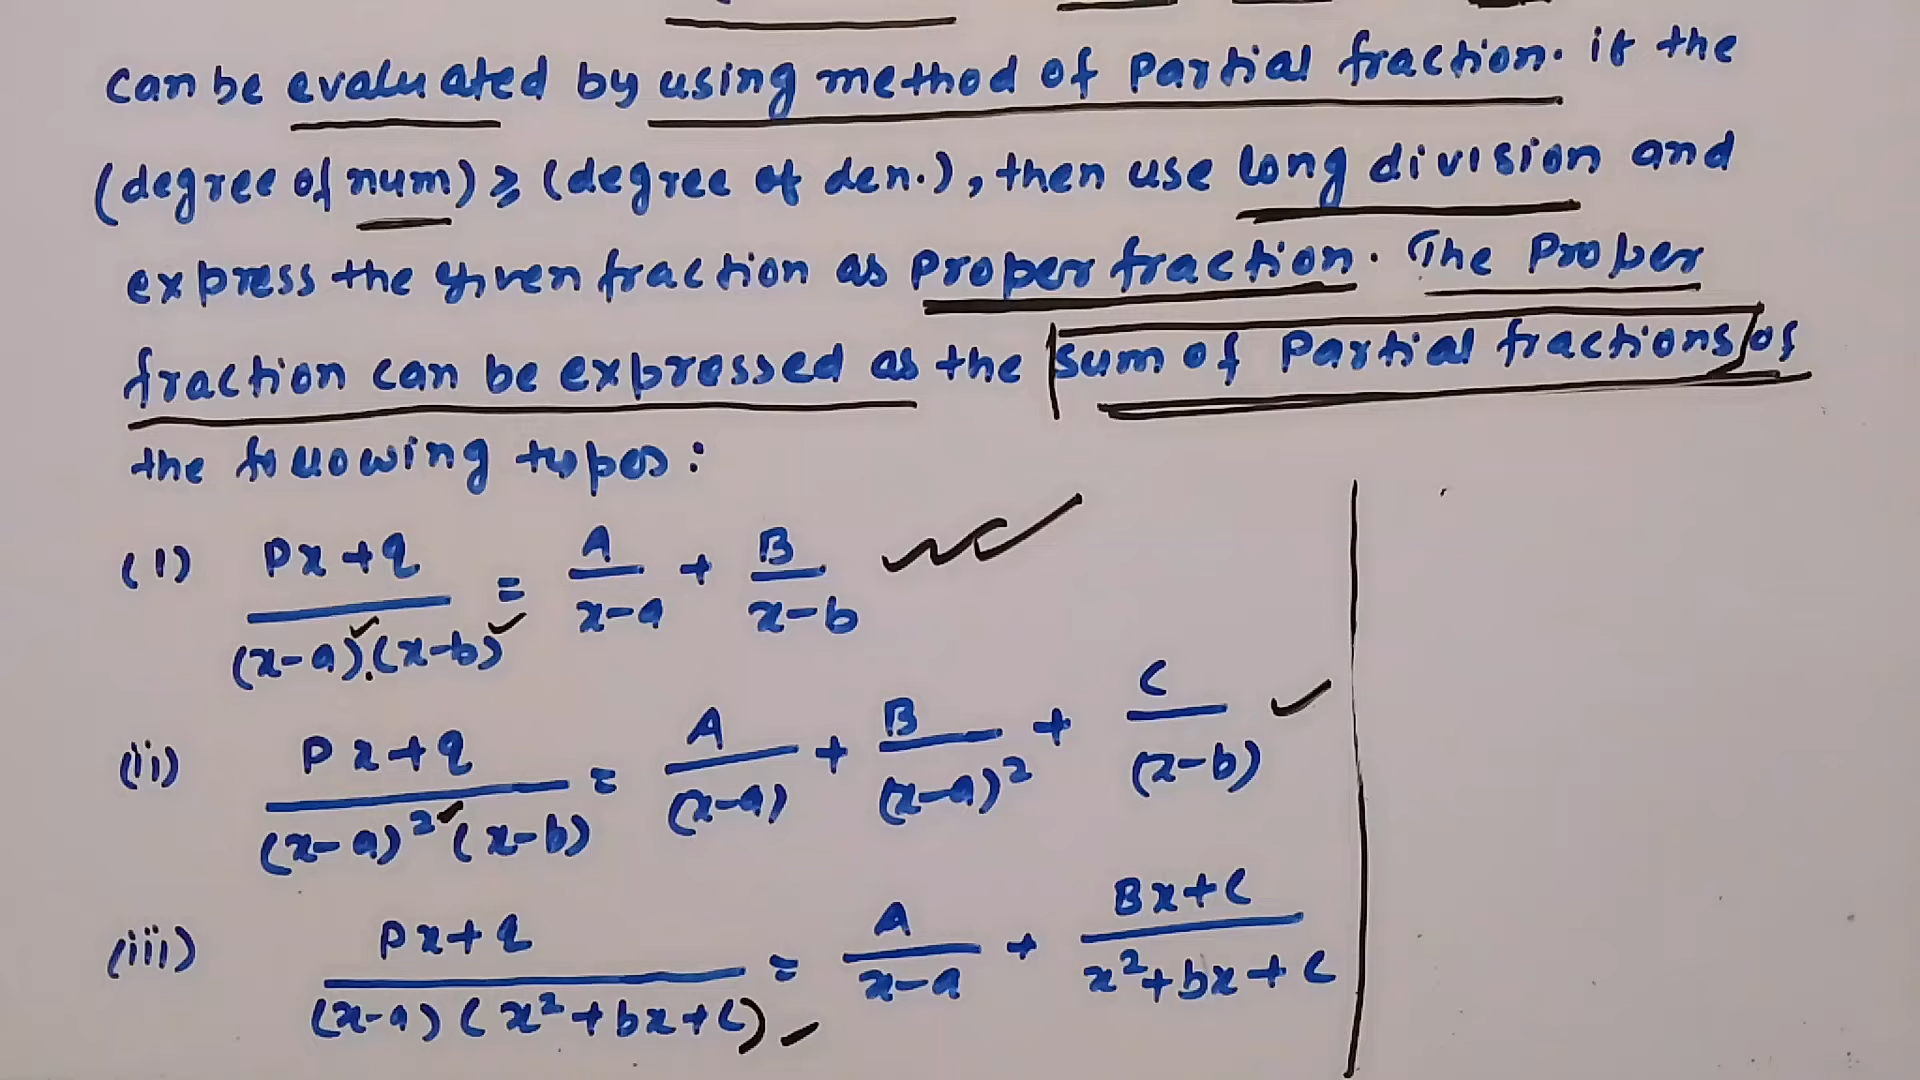 can be evaluated by using method of Partial fraction. if the
(degree of num) ⩾ (degree of den.), then use long division and
express the given fraction as Proper fraction. The Proper
fraction can be expressed as the sum of Partial fractions of
the following types:
(i) Px+q / (x-a).(x-b) = A / x-a + B / x-b
(ii) Px+q / (x-a)² (x-b) = A / (x-a) + B / (x-a)² + C / (x-b)
(iii) Px+q / (x-a) (x²+bx+c) = A / x-a + Bx+C / x²+bx+c